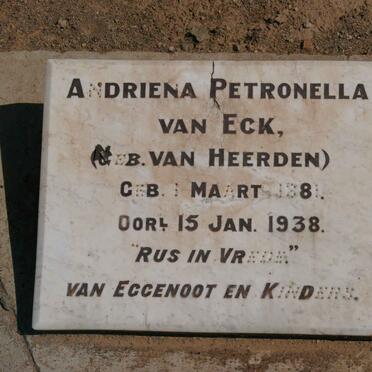 ANDRIENA PETRONELLA
VAN ECK,
(GEB. VAN HEERDEN)
GEB. 1 MAART 1881.
OORL. 15 JAN. 1938.
"RUS IN VREDE."
VAN EGGENOOT EN KINDERS.